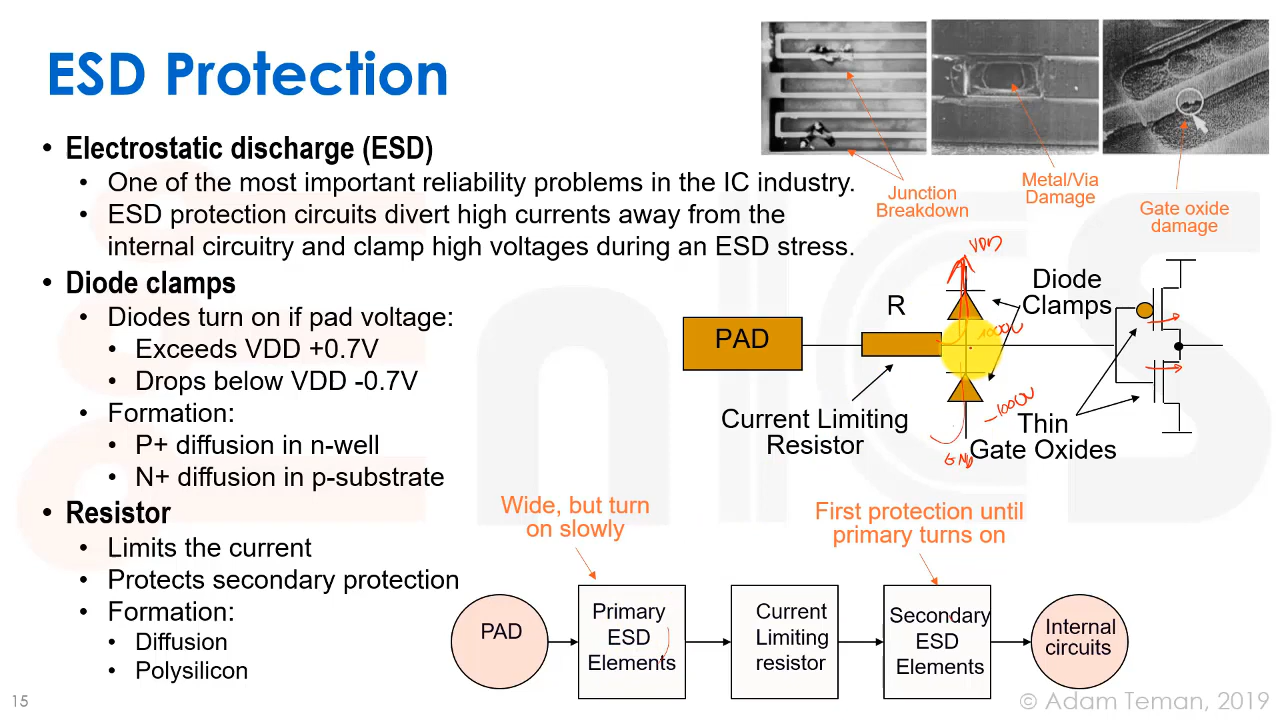 ESD Protection
• Electrostatic discharge (ESD)
• One of the most important reliability problems in the IC industry.
• ESD protection circuits divert high currents away from the
internal circuitry and clamp high voltages during an ESD stress.
• Diode clamps
• Diodes turn on if pad voltage:
• Exceeds VDD +0.7V
• Drops below VDD -0.7V
• Formation:
• P+ diffusion in n-well
• N+ diffusion in p-substrate
• Resistor
• Limits the current
• Protects secondary protection
• Formation:
• Diffusion
• Polysilicon
Junction
Breakdown
Metal/Via
Damage
Gate oxide
damage
VDD
Diode
Clamps
R
1000V
PAD
-1000V
Current Limiting
Resistor
Thin
Gate Oxides
GND
Wide, but turn
on slowly
First protection until
primary turns on
PAD
Primary
ESD
Elements
Current
Limiting
resistor
Secondary
ESD
Elements
Internal
circuits
EnICS
15
© Adam Teman, 2019